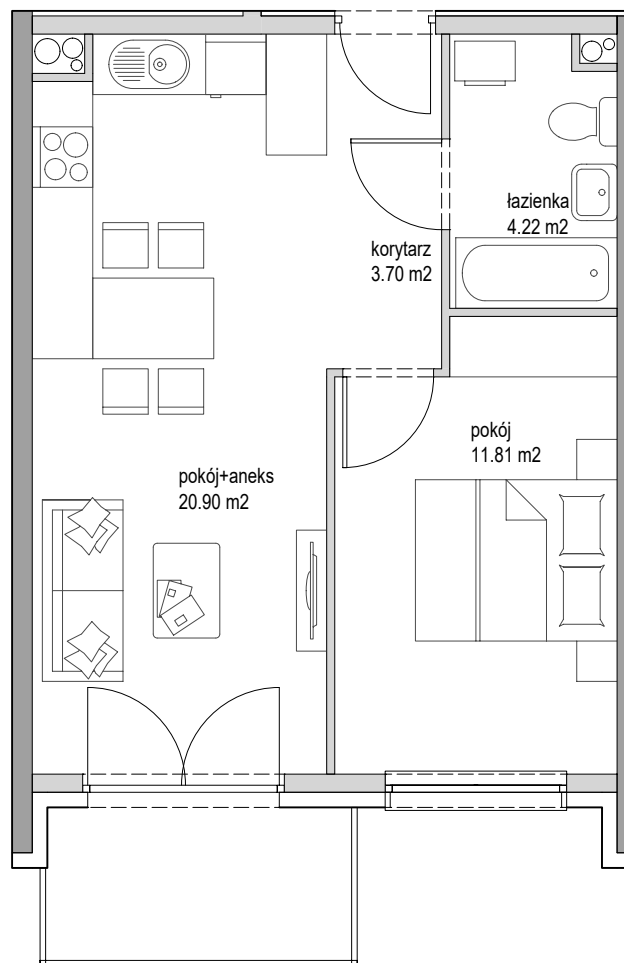 łazienka
4.22 m2
korytarz
3.70 m2
pokój
11.81 m2
pokój+aneks
20.90 m2